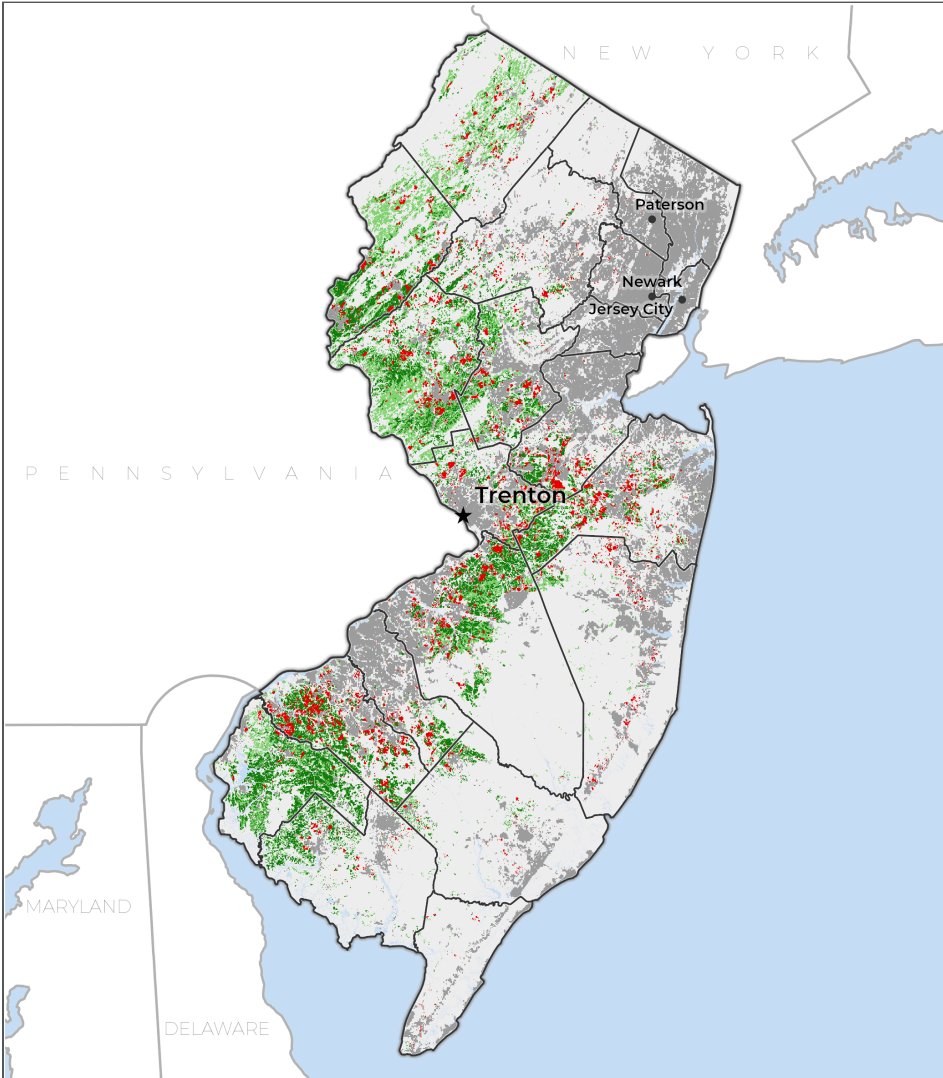 NEW YORK
Paterson
Newark
Jersey City
PENNSYLVANIA
Trenton
MARYLAND
DELAWARE